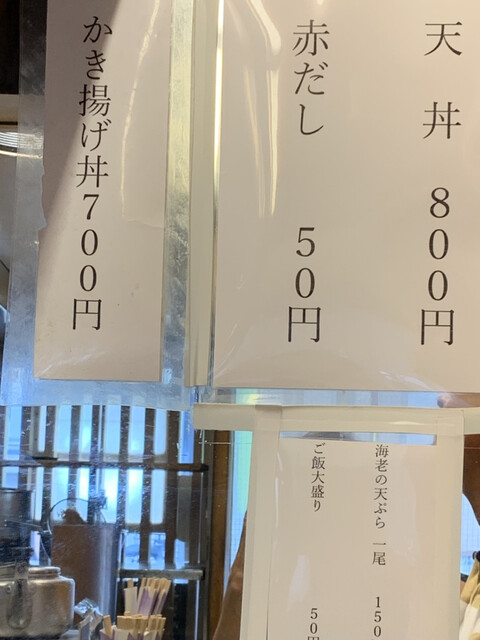 天丼 800円
赤だし 50円
かき揚げ丼700円
海老の天ぷら 一尾 150
ご飯大盛り 50円